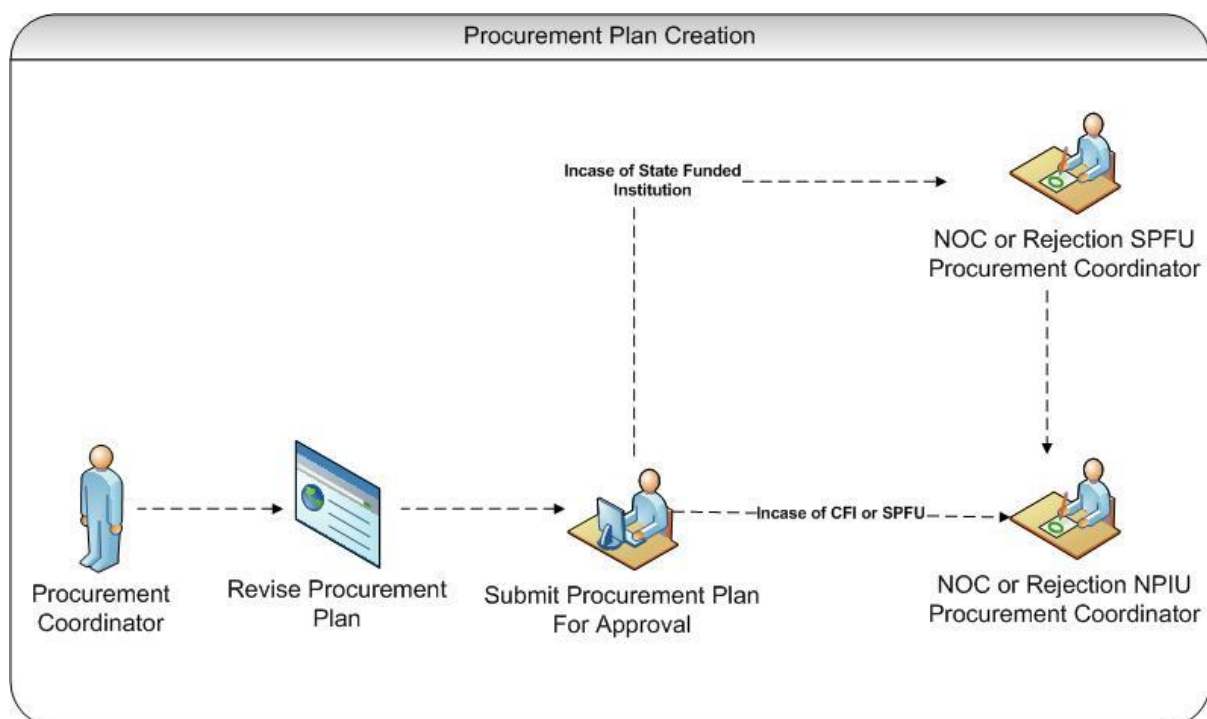 Procurement Plan Creation
Incase of State Funded
Institution
NOC or Rejection SPFU
Procurement Coordinator
Incase of CFI or SPFU
Procurement
Coordinator
Revise Procurement
Plan
Submit Procurement Plan
For Approval
NOC or Rejection NPIU
Procurement Coordinator